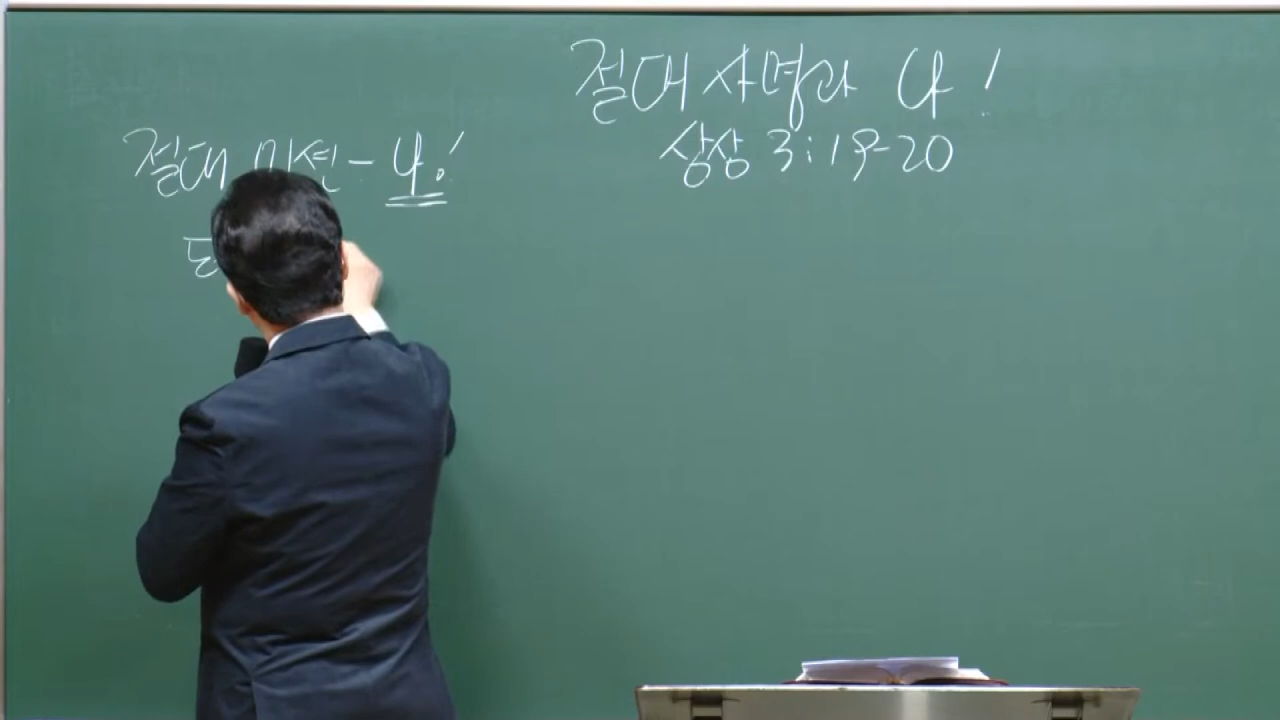 절대 사명과 나!
삼상 3:19-20
절대 미션 - 나!